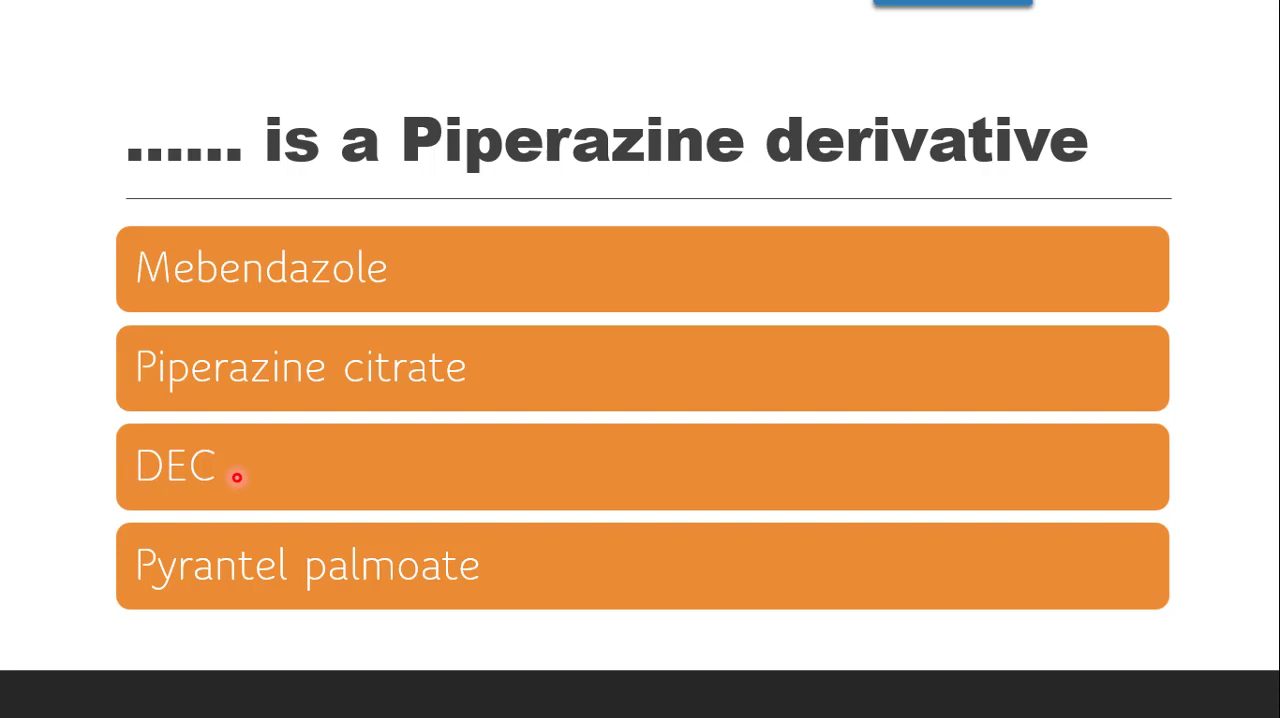 ...... is a Piperazine derivative
Mebendazole
Piperazine citrate
DEC
Pyrantel palmoate